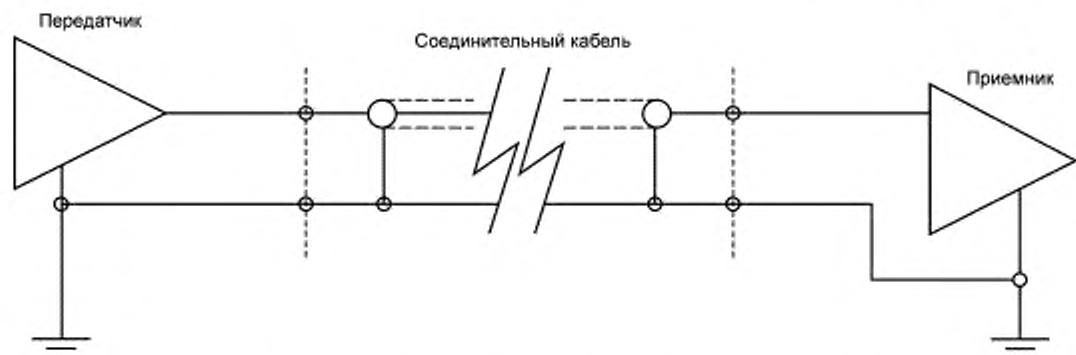 Передатчик
Соединительный кабель
Приемник